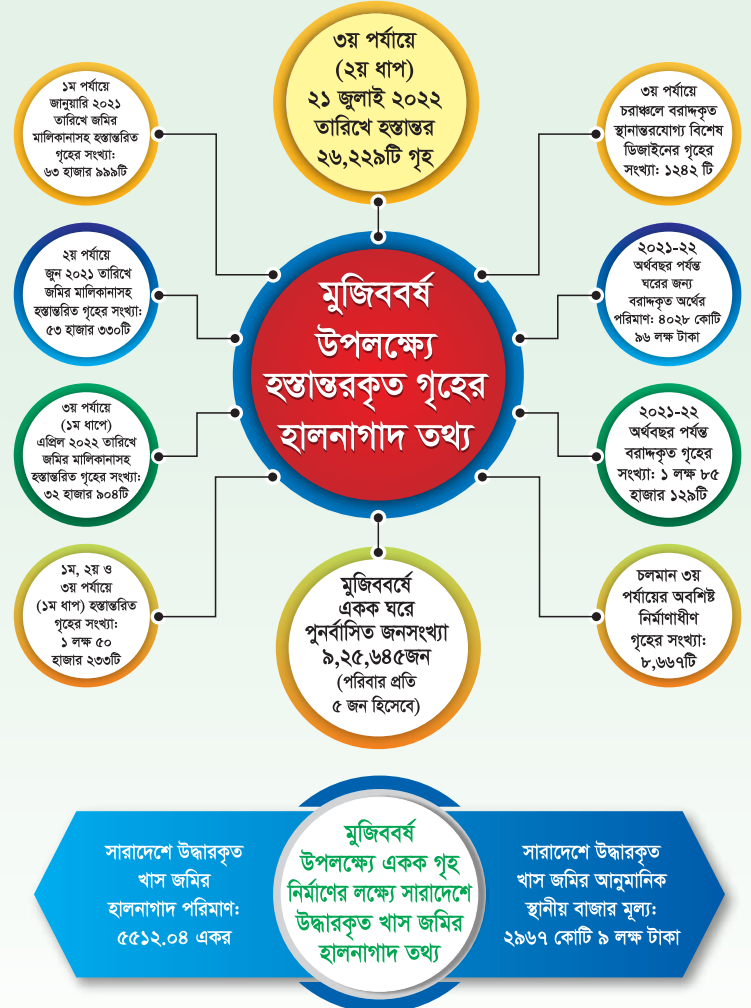 ৩য় পর্যায়ে
(২য় ধাপ)
২১ জুলাই ২০২২
তারিখে হস্তান্তর
২৬,২২৯টি গৃহ
১ম পর্যায়ে
জানুয়ারি ২০২১
তারিখে জমির
মালিকানাসহ হস্তান্তরিত
গৃহের সংখ্যা:
৬৩ হাজার ৯৯৯টি
২য় পর্যায়ে
জুন ২০২১ তারিখে
জমির মালিকানাসহ
হস্তান্তরিত গৃহের সংখ্যা:
৫৩ হাজার ৩৩০টি
৩য় পর্যায়ে
(১ম ধাপে)
এপ্রিল ২০২২ তারিখে
জমির মালিকানাসহ
হস্তান্তরিত গৃহের সংখ্যা:
৩২ হাজার ৯০৪টি
১ম, ২য় ও
৩য় পর্যায়ে
(১ম ধাপ) হস্তান্তরিত
গৃহের সংখ্যা:
১ লক্ষ ৫০
হাজার ২৩৩টি
মুজিববর্ষ
উপলক্ষ্যে
হস্তান্তরকৃত গৃহের
হালনাগাদ তথ্য
৩য় পর্যায়ে
চরাঞ্চলে বরাদ্দকৃত
স্থানান্তরযোগ্য বিশেষ
ডিজাইনের গৃহের
সংখ্যা: ১২৪২ টি
২০২১-২২
অর্থবছর পর্যন্ত
ঘরের জন্য
বরাদ্দকৃত অর্থের
পরিমাণ: ৪০২৮ কোটি
৯৬ লক্ষ টাকা
২০২১-২২
অর্থবছর পর্যন্ত
বরাদ্দকৃত গৃহের
সংখ্যা: ১ লক্ষ ৮৫
হাজার ১২৯টি
চলমান ৩য়
পর্যায়ের অবশিষ্ট
নির্মাণাধীণ
গৃহের সংখ্যা:
৮,৬৬৭টি
মুজিববর্ষে
একক ঘরে
পুনর্বাসিত জনসংখ্যা
৯,২৫,৬৪৫জন
(পরিবার প্রতি
৫ জন হিসেবে)
সারাদেশে উদ্ধারকৃত
খাস জমির
হালনাগাদ পরিমাণ:
৫৫১২.০৪ একর
মুজিববর্ষ
উপলক্ষ্যে একক গৃহ
নির্মাণের লক্ষ্যে সারাদেশে
উদ্ধারকৃত খাস জমির
হালনাগাদ তথ্য
সারাদেশে উদ্ধারকৃত
খাস জমির আনুমানিক
স্থানীয় বাজার মূল্য:
২৯৬৭ কোটি ৯ লক্ষ টাকা